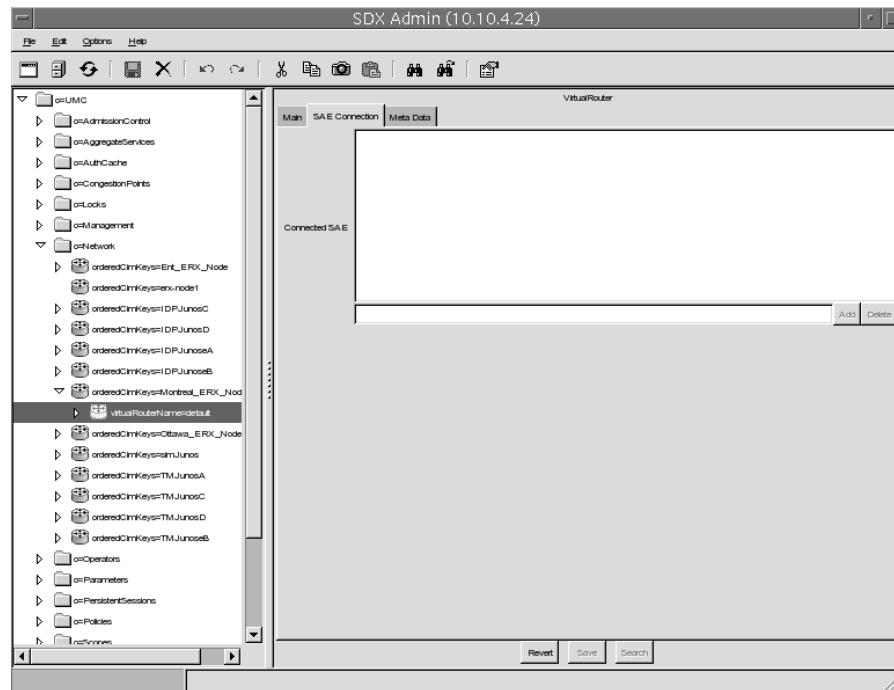 SDX Admin (10.10.4.24)
File Edit Options Help
o=UMC
o=AdmissionControl
o=AggregateServices
o=AuthCache
o=CongestionPoints
o=Locks
o=Management
o=Network
orderedCimKeys=Ent_ERX_Node
orderedCimKeys=erx-node1
orderedCimKeys=IDPJunosC
orderedCimKeys=IDPJunosD
orderedCimKeys=IDPJunoseA
orderedCimKeys=IDPJunoseB
orderedCimKeys=Montreal_ERX_Nod
virtualRouterName=default
orderedCimKeys=Ottawa_ERX_Node
orderedCimKeys=simJunos
orderedCimKeys=TMJunosA
orderedCimKeys=TMJunosC
orderedCimKeys=TMJunosD
orderedCimKeys=TMJunoseB
o=Operators
o=Parameters
o=PersistentSessions
o=Policies
o=Scopes
VirtualRouter
Main SAE Connection Meta Data
Connected SAE
Add Delete
Revert Save Search